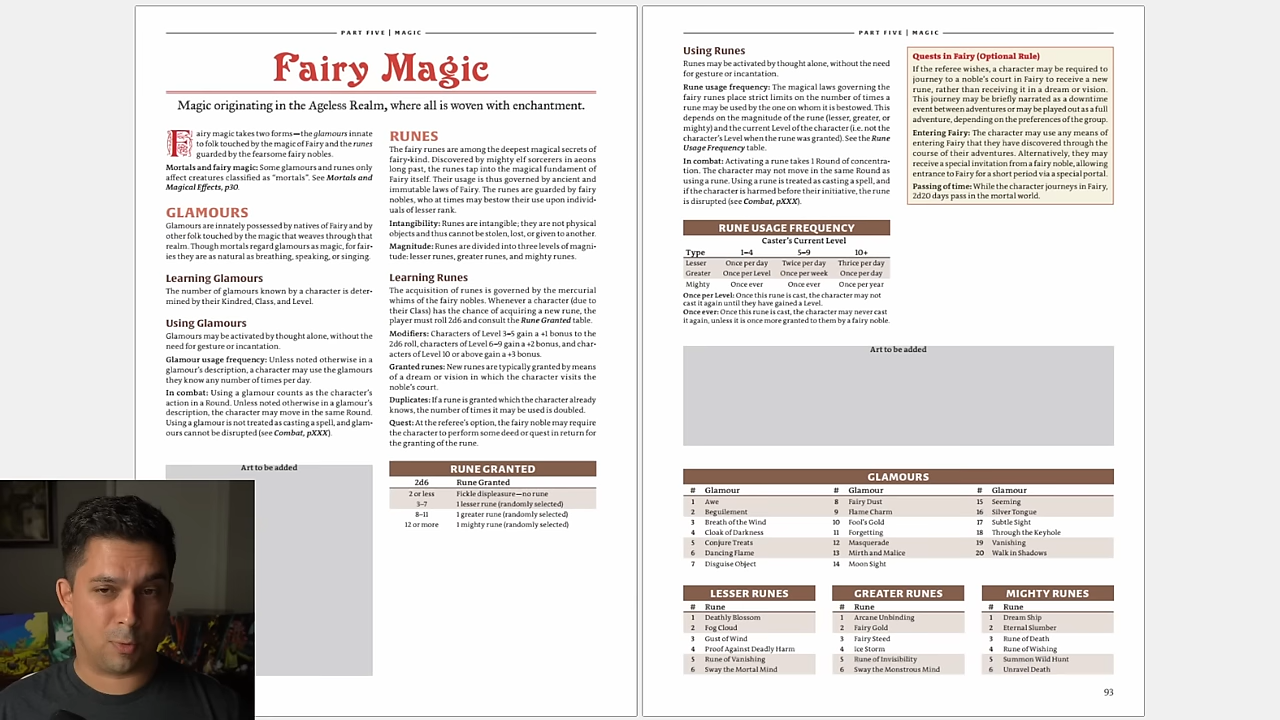 PART FIVE | MAGIC
Fairy Magic
Magic originating in the Ageless Realm, where all is woven with enchantment.
Fairy magic takes two forms—the glamours innate
to folk touched by the magic of Fairy and the runes
guarded by the fearsome fairy nobles.
Mortals and fairy magic: Some glamours and runes only
affect creatures classified as "mortals". See Mortals and
Magical Effects, p30.
GLAMOURS
Glamours are innately possessed by natives of Fairy and by
other folk touched by the magic that weaves through that
realm. Though mortals regard glamours as magic, for fair-
ies they are as natural as breathing, speaking, or singing.
Learning Glamours
The number of glamours known by a character is deter-
mined by their Kindred, Class, and Level.
Using Glamours
Glamours may be activated by thought alone, without the
need for gesture or incantation.
Glamour usage frequency: Unless noted otherwise in a
glamour's description, a character may use the glamours
they know any number of times per day.
In combat: Using a glamour counts as the character's
action in a Round. Unless noted otherwise in a glamour's
description, the character may move in the same Round.
Using a glamour is not treated as casting a spell, and glam-
ours cannot be disrupted (see Combat, pXXX).
Art to be added
RUNES
The fairy runes are among the deepest magical secrets of
fairy-kind. Discovered by mighty elf sorcerers in aeons
long past, the runes tap into the magical fundament of
Fairy itself. Their usage is thus governed by ancient and
immutable laws of Fairy. The runes are guarded by fairy
nobles, who at times may bestow their use upon individ-
uals of lesser rank.
Intangibility: Runes are intangible; they are not physical
objects and thus cannot be stolen, lost, or given to another.
Magnitude: Runes are divided into three levels of magni-
tude: lesser runes, greater runes, and mighty runes.
Learning Runes
The acquisition of runes is governed by the mercurial
whims of the fairy nobles. Whenever a character (due to
their Class) has the chance of acquiring a new rune, the
player must roll 2d6 and consult the Rune Granted table.
Modifiers: Characters of Level 3–5 gain a +1 bonus to the
2d6 roll, characters of Level 6–9 gain a +2 bonus, and char-
acters of Level 10 or above gain a +3 bonus.
Granted runes: New runes are typically granted by means
of a dream or vision in which the character visits the
noble's court.
Duplicates: If a rune is granted which the character already
knows, the number of times it may be used is doubled.
Quest: At the referee's option, the fairy noble may require
the character to perform some deed or quest in return for
the granting of the rune.
RUNE GRANTED
2d6 Rune Granted
2 or less Fickle displeasure—no rune
3–7 1 lesser rune (randomly selected)
8–11 1 greater rune (randomly selected)
12 or more 1 mighty rune (randomly selected)
PART FIVE | MAGIC
Using Runes
Runes may be activated by thought alone, without the need
for gesture or incantation.
Rune usage frequency: The magical laws governing the
fairy runes place strict limits on the number of times a
rune may be used by the one on whom it is bestowed. This
depends on the magnitude of the rune (lesser, greater, or
mighty) and the current Level of the character (i.e. not the
character's Level when the rune was granted). See the Rune
Usage Frequency table.
In combat: Activating a rune takes 1 Round of concentra-
tion. The character may not move in the same Round as
using a rune. Using a rune is treated as casting a spell, and
if the character is harmed before their initiative, the rune
is disrupted (see Combat, pXXX).
RUNE USAGE FREQUENCY
Caster's Current Level
Type 1–4 5–9 10+
Lesser Once per day Twice per day Thrice per day
Greater Once per Level Once per week Once per day
Mighty Once ever Once ever Once per year
Once per Level: Once this rune is cast, the character may not
cast it again until they have gained a Level.
Once ever: Once this rune is cast, the character may never cast
it again, unless it is once more granted to them by a fairy noble.
Quests in Fairy (Optional Rule)
If the referee wishes, a character may be required to
journey to a noble's court in Fairy to receive a new
rune, rather than receiving it in a dream or vision.
This journey may be briefly narrated as a downtime
event between adventures or may be played out as a full
adventure, depending on the preferences of the group.
Entering Fairy: The character may use any means of
entering Fairy that they have discovered through the
course of their adventures. Alternatively, they may
receive a special invitation from a fairy noble, allowing
entrance to Fairy for a short period via a special portal.
Passing of time: While the character journeys in Fairy,
2d20 days pass in the mortal world.
Art to be added
GLAMOURS
# Glamour # Glamour # Glamour
1 Awe 8 Fairy Dust 15 Seeming
2 Beguilement 9 Flame Charm 16 Silver Tongue
3 Breath of the Wind 10 Fool's Gold 17 Subtle Sight
4 Cloak of Darkness 11 Forgetting 18 Through the Keyhole
5 Conjure Treats 12 Masquerade 19 Vanishing
6 Dancing Flame 13 Mirth and Malice 20 Walk in Shadows
7 Disguise Object 14 Moon Sight
LESSER RUNES
# Rune
1 Deathly Blossom
2 Fog Cloud
3 Gust of Wind
4 Proof Against Deadly Harm
5 Rune of Vanishing
6 Sway the Mortal Mind
GREATER RUNES
# Rune
1 Arcane Unbinding
2 Fairy Gold
3 Fairy Steed
4 Ice Storm
5 Rune of Invisibility
6 Sway the Monstrous Mind
MIGHTY RUNES
# Rune
1 Dream Ship
2 Eternal Slumber
3 Rune of Death
4 Rune of Wishing
5 Summon Wild Hunt
6 Unravel Death
93